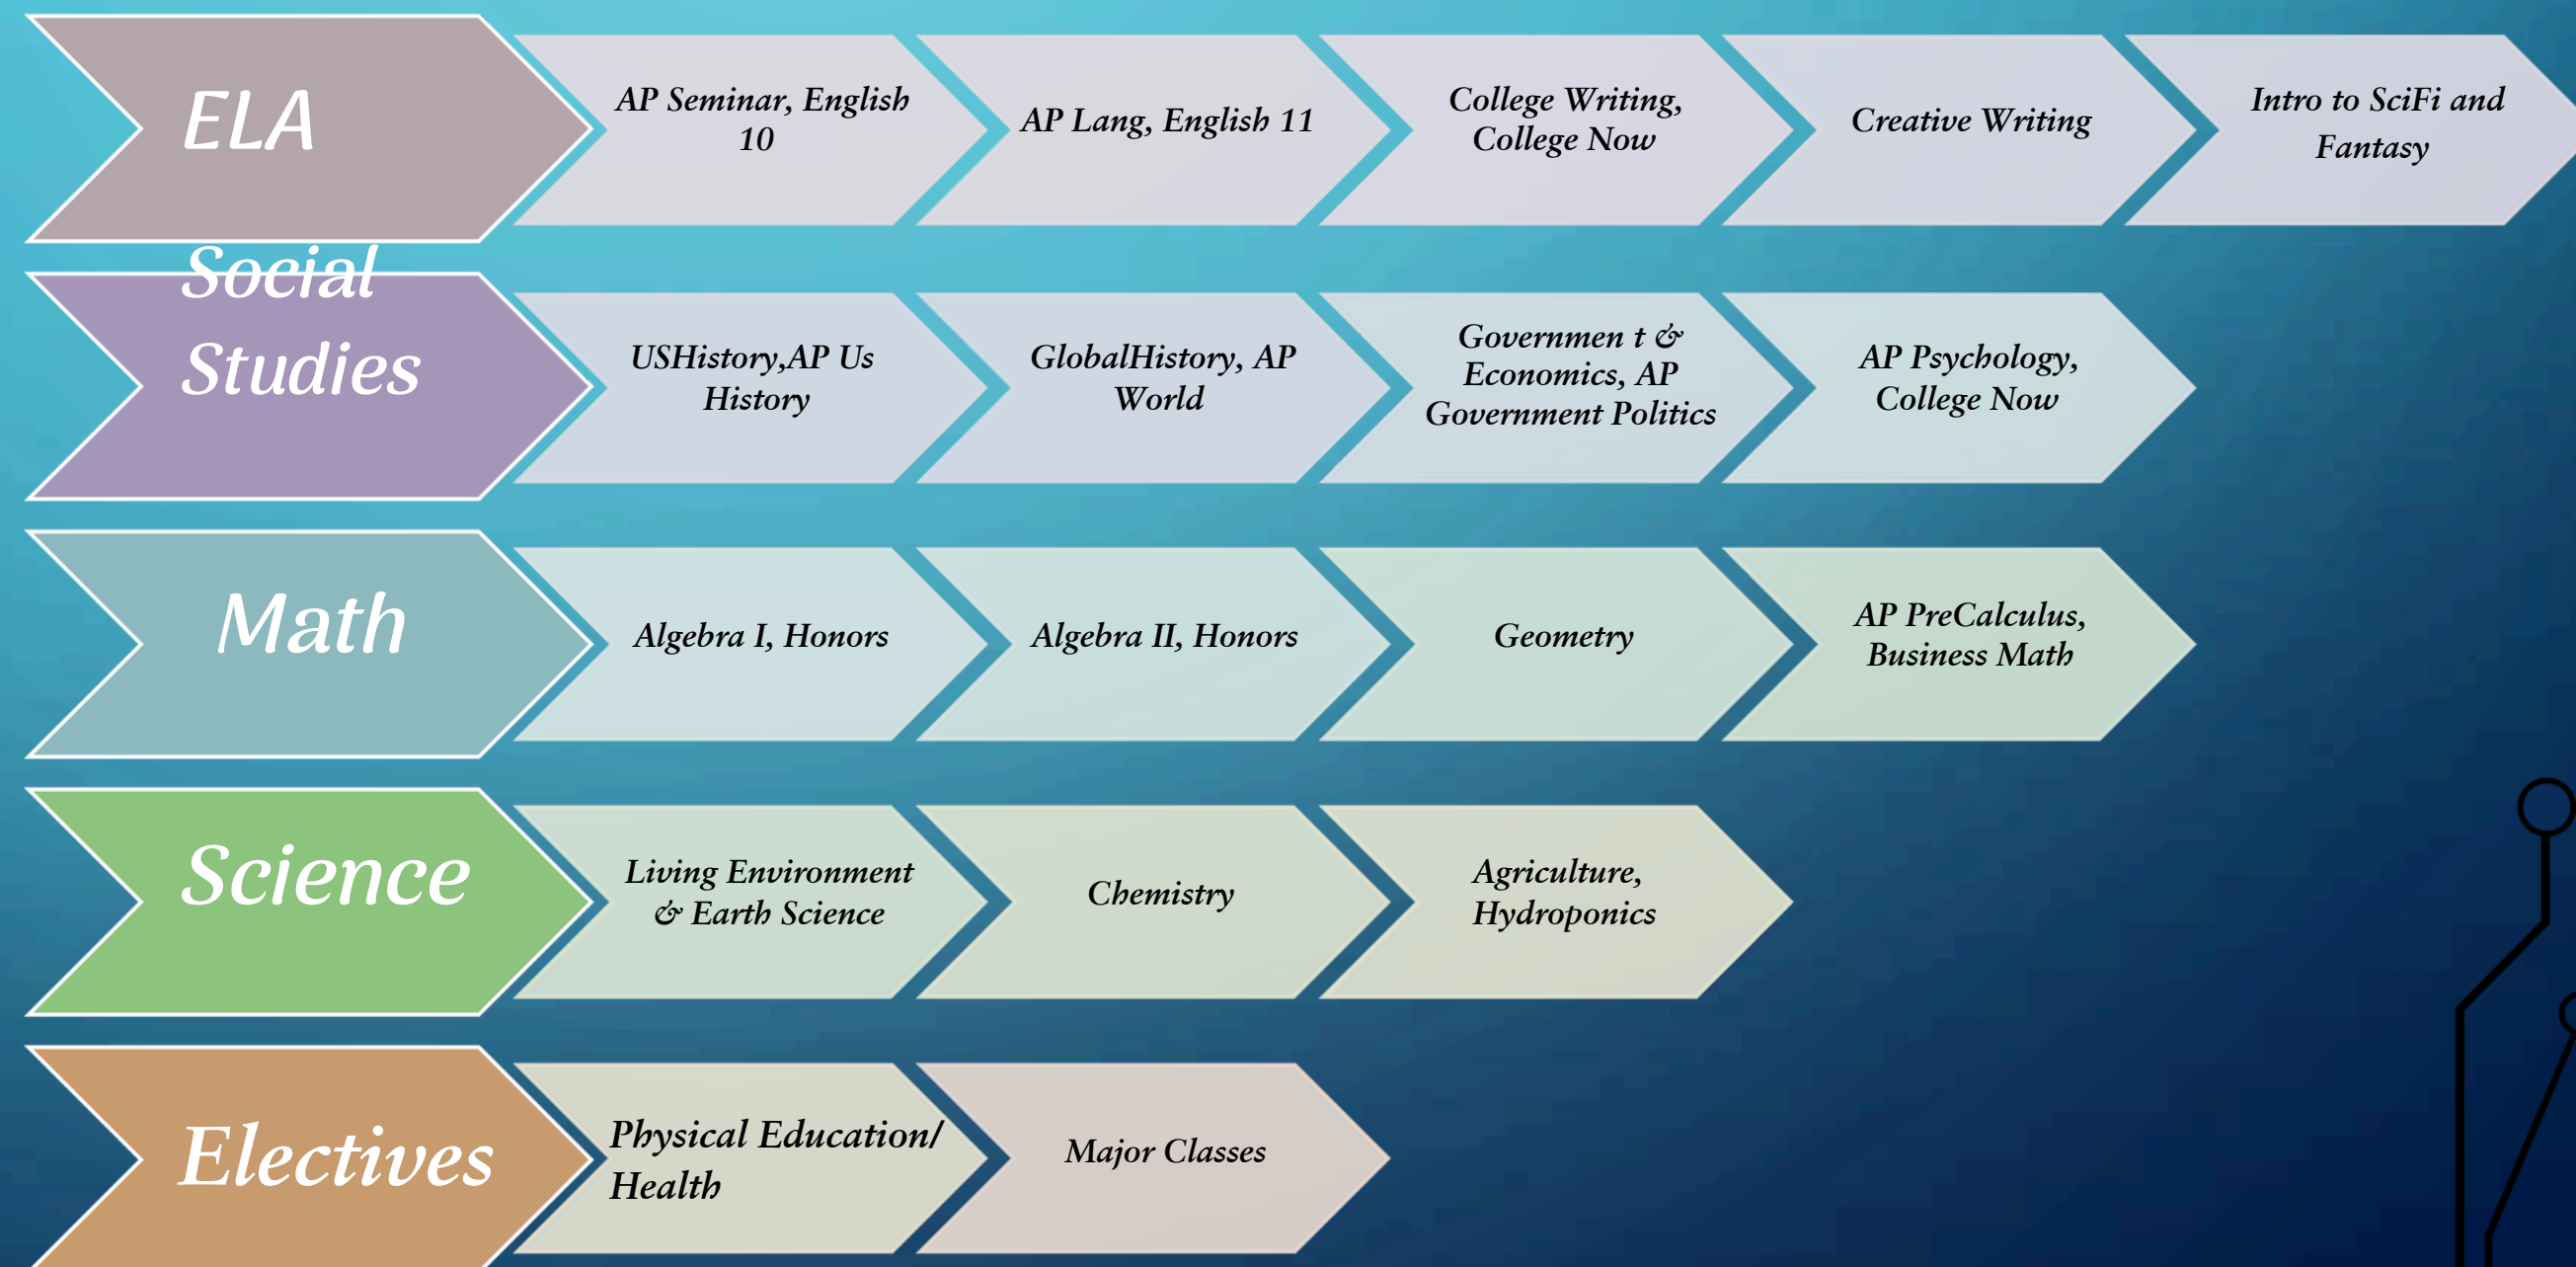 ELA
AP Seminar, English
10
AP Lang, English 11
College Writing,
College Now
Creative Writing
Intro to SciFi and
Fantasy
Social
Studies
USHistory,AP Us
History
GlobalHistory, AP
World
Governmen t &
Economics, AP
Government Politics
AP Psychology,
College Now
Math
Algebra I, Honors
Algebra II, Honors
Geometry
AP PreCalculus,
Business Math
Science
Living Environment
& Earth Science
Chemistry
Agriculture,
Hydroponics
Electives
Physical Education/
Health
Major Classes